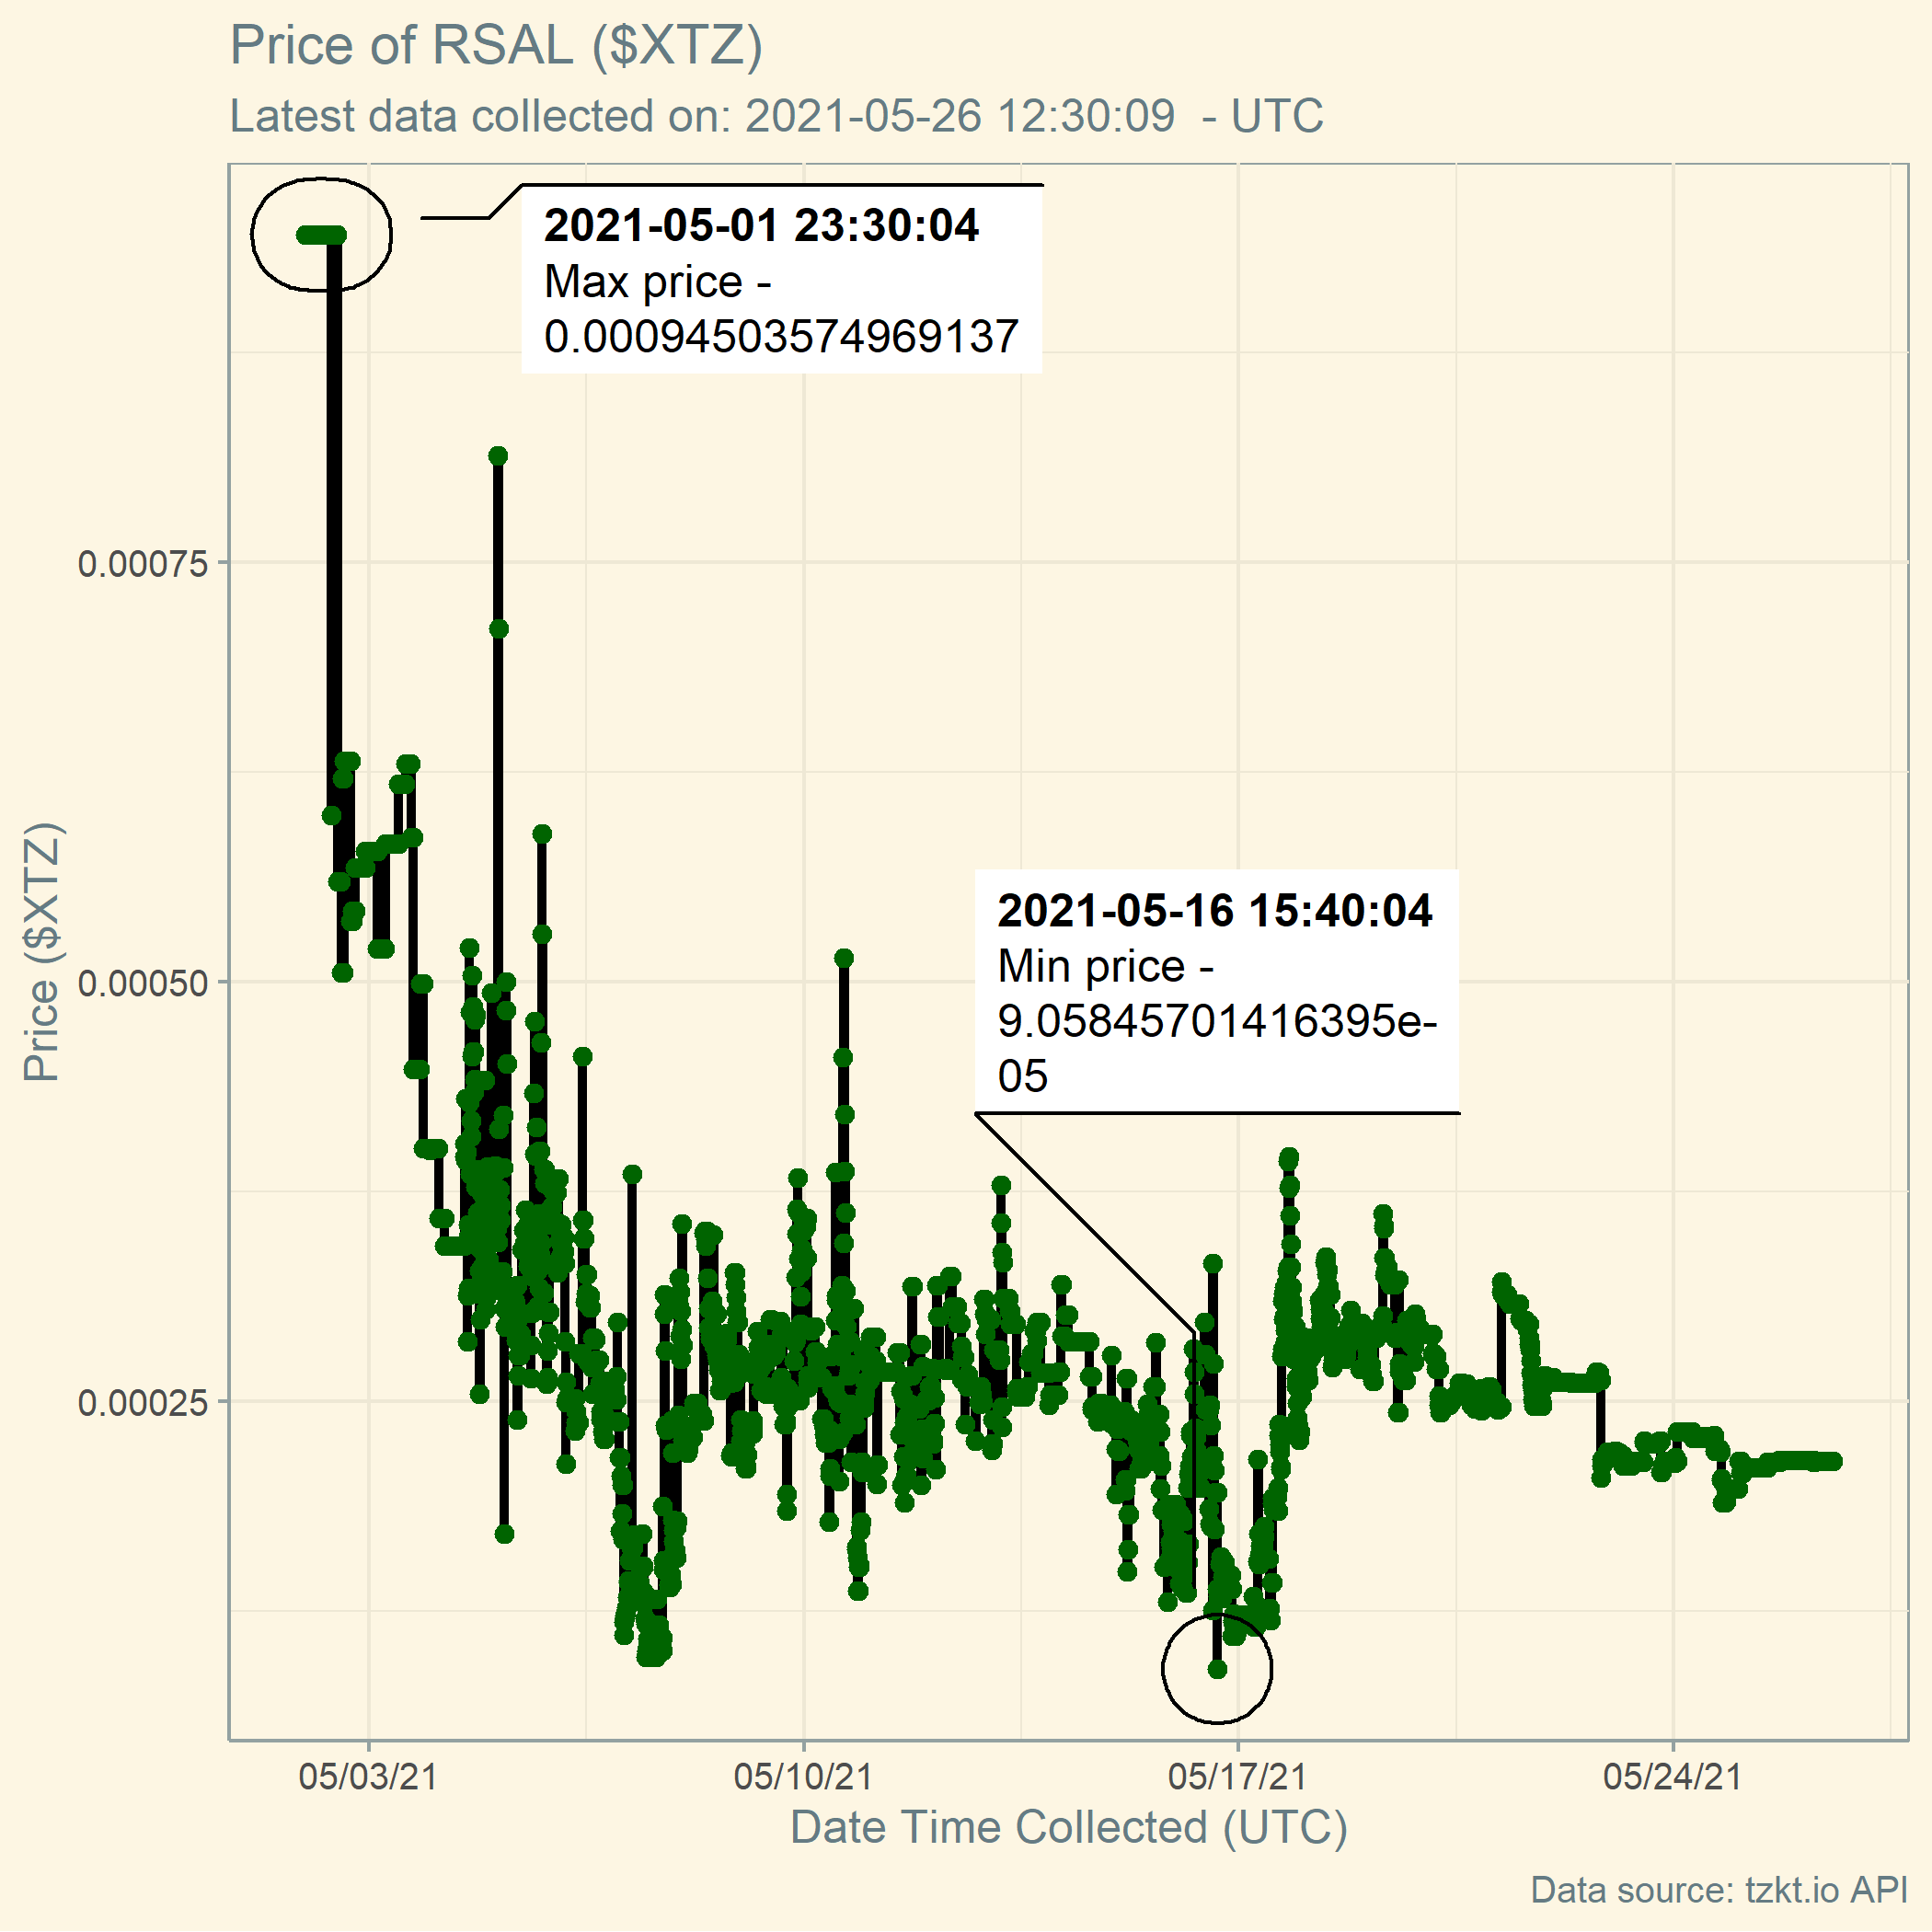 Price of RSAL ($XTZ)
Latest data collected on: 2021-05-26 12:30:09  - UTC
2021-05-01 23:30:04
Max price -
0.000945035749691​37
0.00075
2021-05-16 15:40:04
Min price -
9.05845701416395e-
05
Price ($XTZ)
0.00050
0.00025
05/03/21
05/10/21
05/17/21
05/24/21
Date Time Collected (UTC)
Data source: tzkt.io API